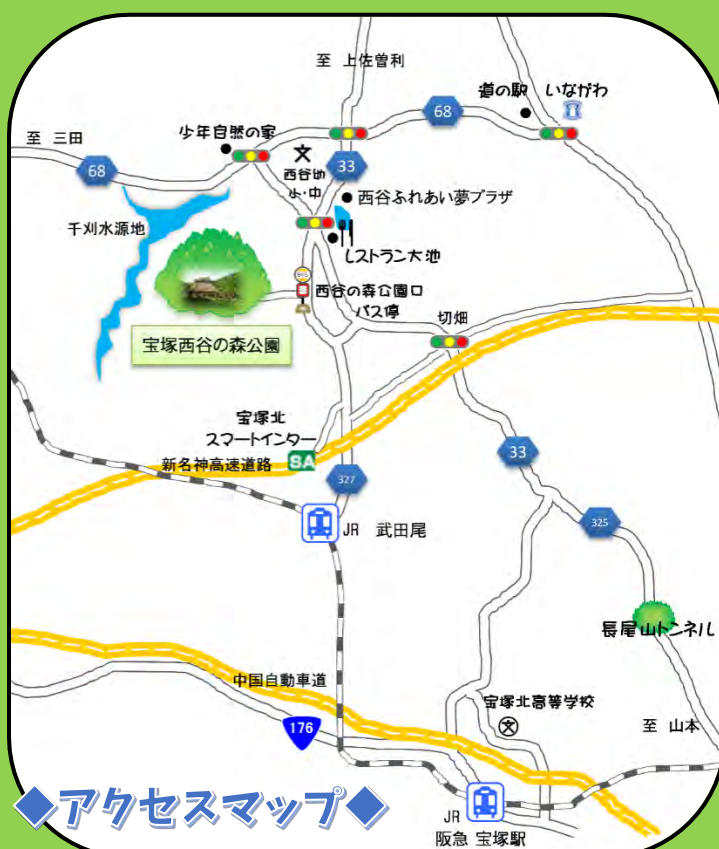 至 上佐曽利
道の駅 いながわ
68
至 三田
少年自然の家
68
33
西谷幼
小・中
西谷ふれあい夢プラザ
千刈水源地
レストラン大池
西谷の森公園口
バス停
切畑
宝塚西谷の森公園
宝塚北
スマートインター
SA
新名神高速道路
33
327
JR 武田尾
325
長尾山トンネル
中国自動車道
宝塚北高等学校
176
至 山本
◆アクセスマップ◆
JR
阪急 宝塚駅